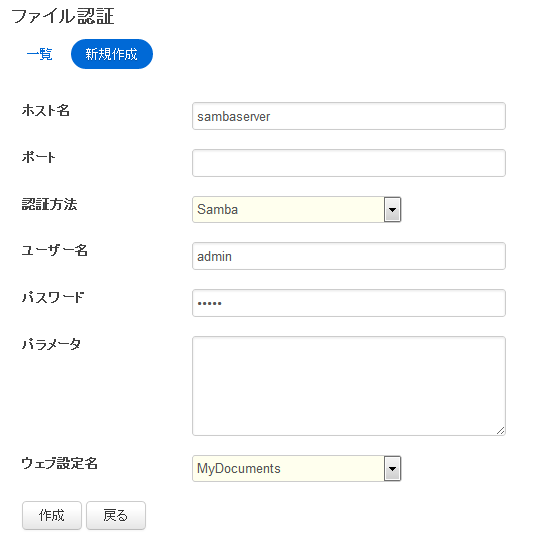 ファイル認証
一覧 新規作成
ホスト名 sambaserver
ポート
認証方法 Samba
ユーザー名 admin
パスワード •••••
パラメータ
ウェブ設定名 MyDocuments
作成 戻る